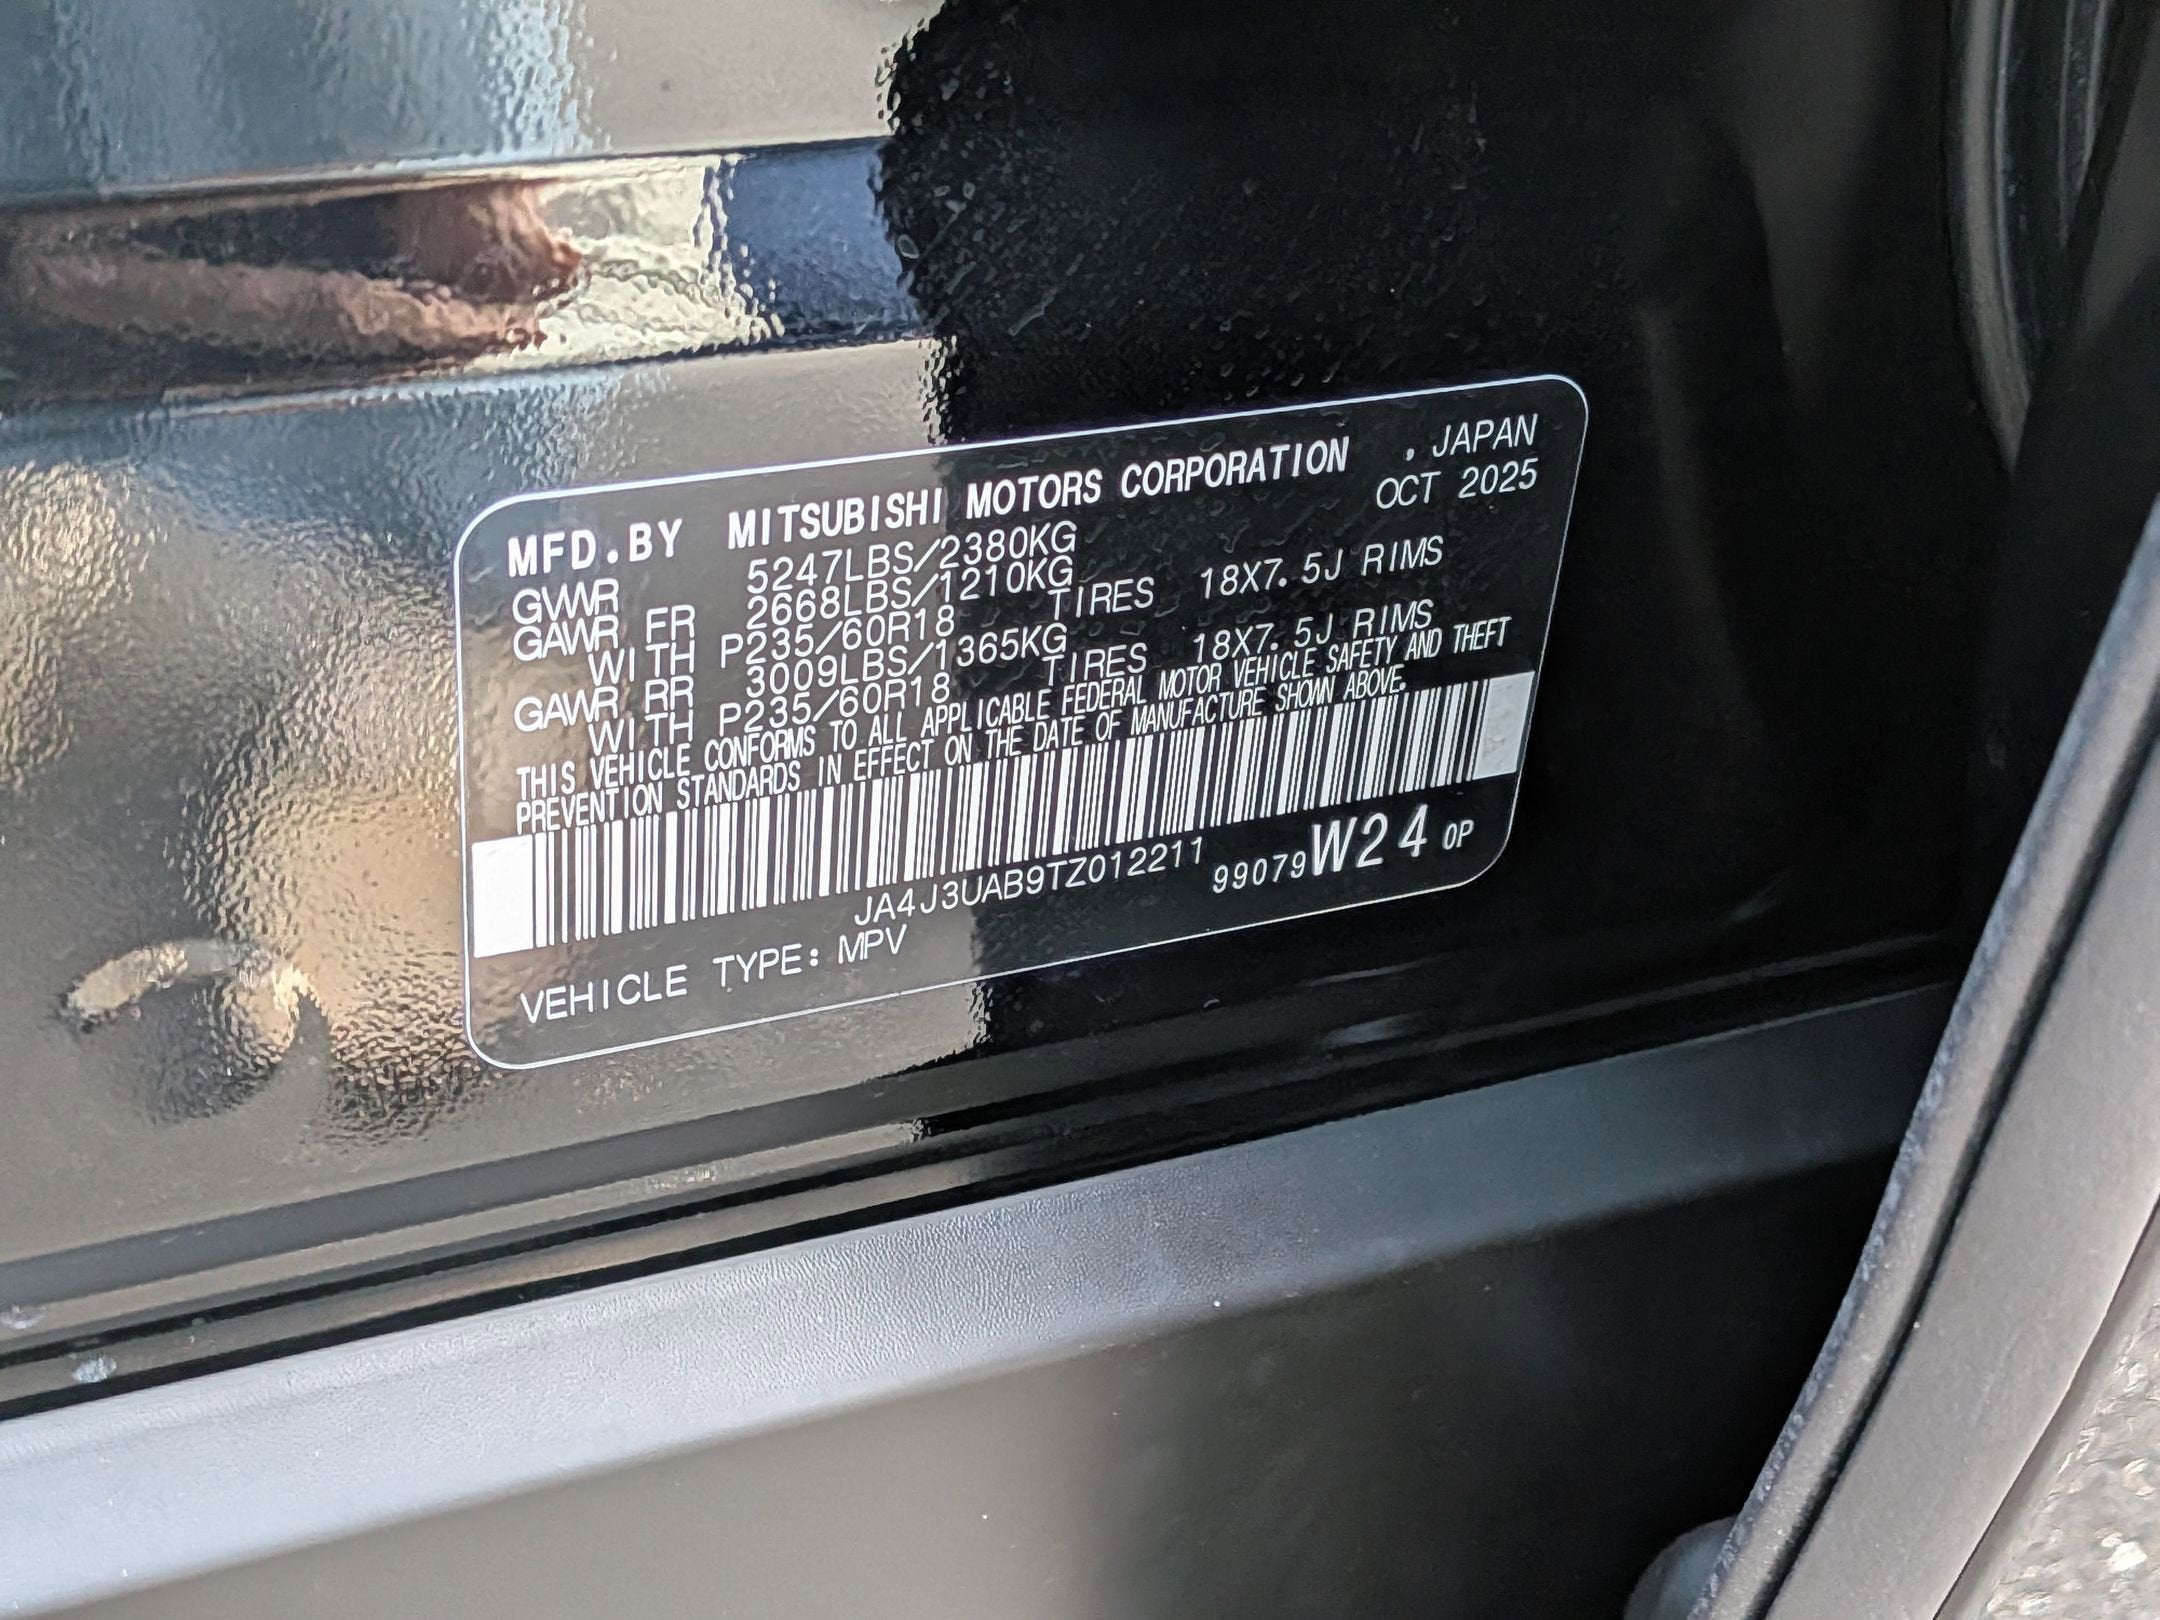 MFD.BY MITSUBISHI MOTORS CORPORATION , JAPAN
GVWR 5247LBS/2380KG OCT 2025
GAWR FR 2668LBS/1210KG
WITH P235/60R18 TIRES 18X7.5J RIMS
GAWR RR 3009LBS/1365KG
WITH P235/60R18 TIRES 18X7.5J RIMS
THIS VEHICLE CONFORMS TO ALL APPLICABLE FEDERAL MOTOR VEHICLE SAFETY AND THEFT
PREVENTION STANDARDS IN EFFECT ON THE DATE OF MANUFACTURE SHOWN ABOVE.
JA4J3UAB9TZ012211 99079W24 0P
VEHICLE TYPE: MPV